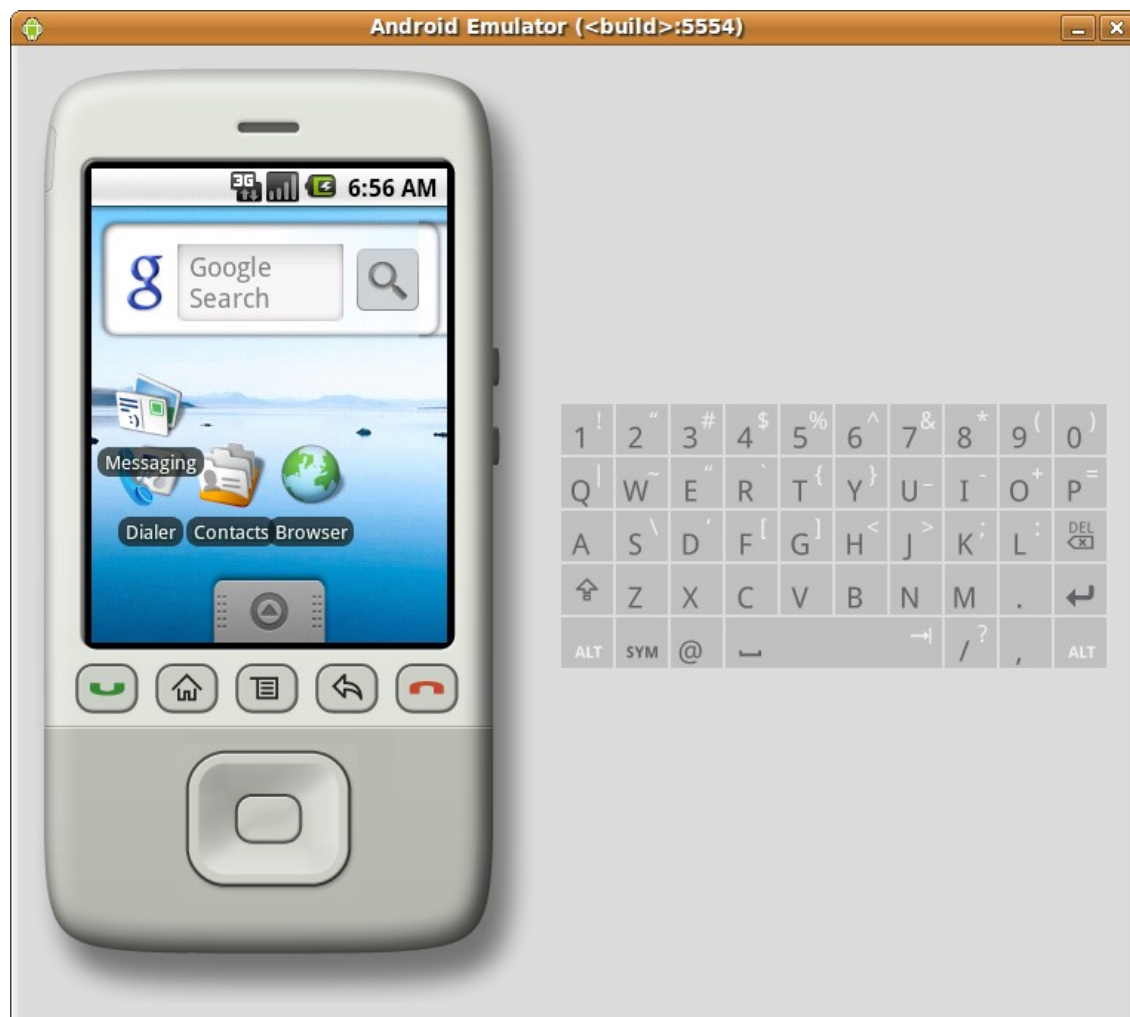 Android Emulator (<build>:5554)
3G 6:56 AM
g Google
Search
Messaging
Dialer Contacts Browser
1 ! 2 “ 3 # 4 $ 5 % 6 ^ 7 & 8 * 9 ( 0 )
Q | W ~ E “ R ` T { Y } U _ I - O + P =
A S \ D ‘ F [ G ] H < J > K ; L : DEL
Z X C V B N M .
ALT SYM @ / ? , ALT